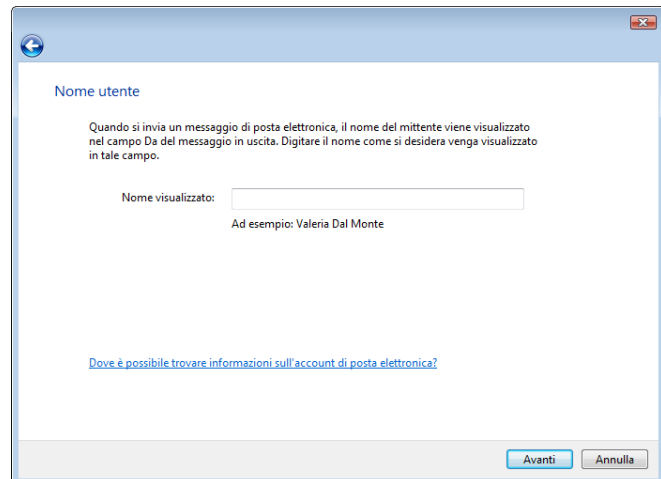 Nome utente
Quando si invia un messaggio di posta elettronica, il nome del mittente viene visualizzato
nel campo Da del messaggio in uscita. Digitare il nome come si desidera venga visualizzato
in tale campo.
Nome visualizzato:
Ad esempio: Valeria Dal Monte
Dove è possibile trovare informazioni sull'account di posta elettronica?
Avanti
Annulla